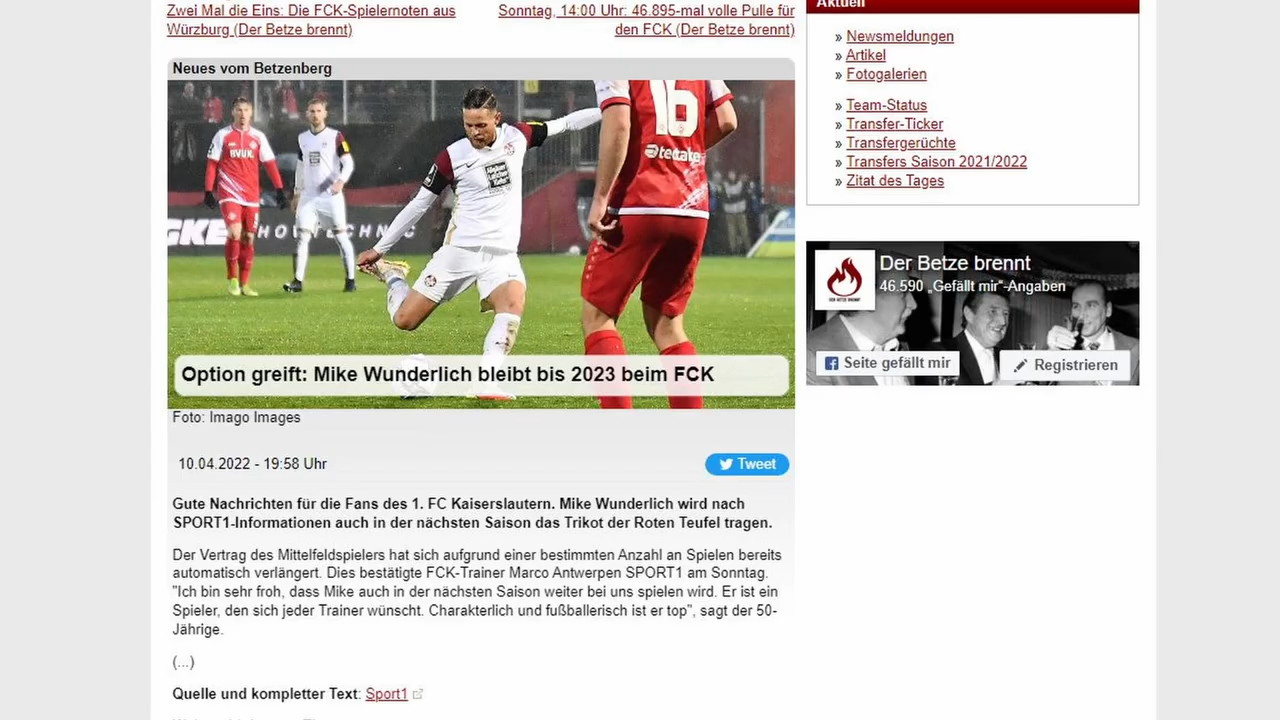 Zwei Mal die Eins: Die FCK-Spielernoten aus
Würzburg (Der Betze brennt)
Sonntag, 14:00 Uhr: 46.895-mal volle Pulle für
den FCK (Der Betze brennt)
Neues vom Betzenberg
16
Option greift: Mike Wunderlich bleibt bis 2023 beim FCK
Foto: Imago Images
10.04.2022 - 19:58 Uhr
Tweet
Gute Nachrichten für die Fans des 1. FC Kaiserslautern. Mike Wunderlich wird nach
SPORT1-Informationen auch in der nächsten Saison das Trikot der Roten Teufel tragen.
Der Vertrag des Mittelfeldspielers hat sich aufgrund einer bestimmten Anzahl an Spielen bereits
automatisch verlängert. Dies bestätigte FCK-Trainer Marco Antwerpen SPORT1 am Sonntag.
"Ich bin sehr froh, dass Mike auch in der nächsten Saison weiter bei uns spielen wird. Er ist ein
Spieler, den sich jeder Trainer wünscht. Charakterlich und fußballerisch ist er top", sagt der 50-
Jährige.
(...)
Quelle und kompletter Text: Sport1
Aktuell
» Newsmeldungen
» Artikel
» Fotogalerien
» Team-Status
» Transfer-Ticker
» Transfergerüchte
» Transfers Saison 2021/2022
» Zitat des Tages
Der Betze brennt
46.590 „Gefällt mir“-Angaben
DER BETZE BRENNT
Seite gefällt mir
Registrieren